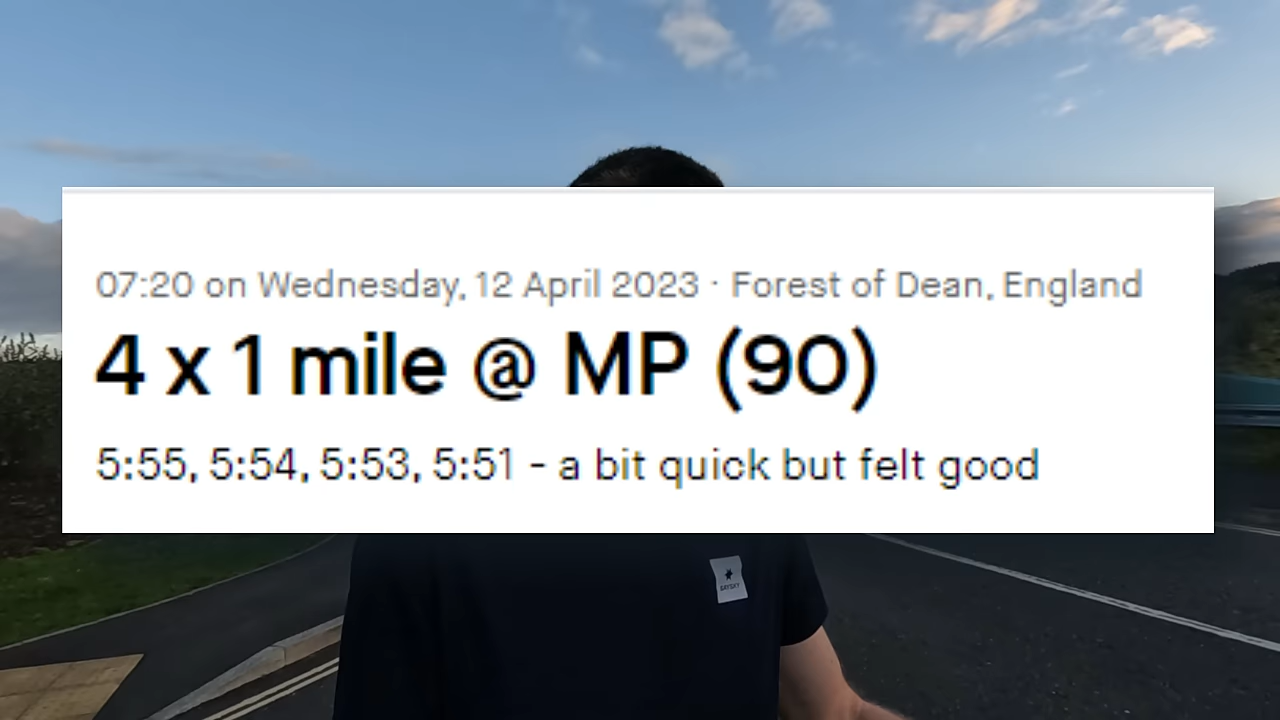 07:20 on Wednesday, 12 April 2023 · Forest of Dean, England
4 x 1 mile @ MP (90)
5:55, 5:54, 5:53, 5:51 - a bit quick but felt good
SAYSKY